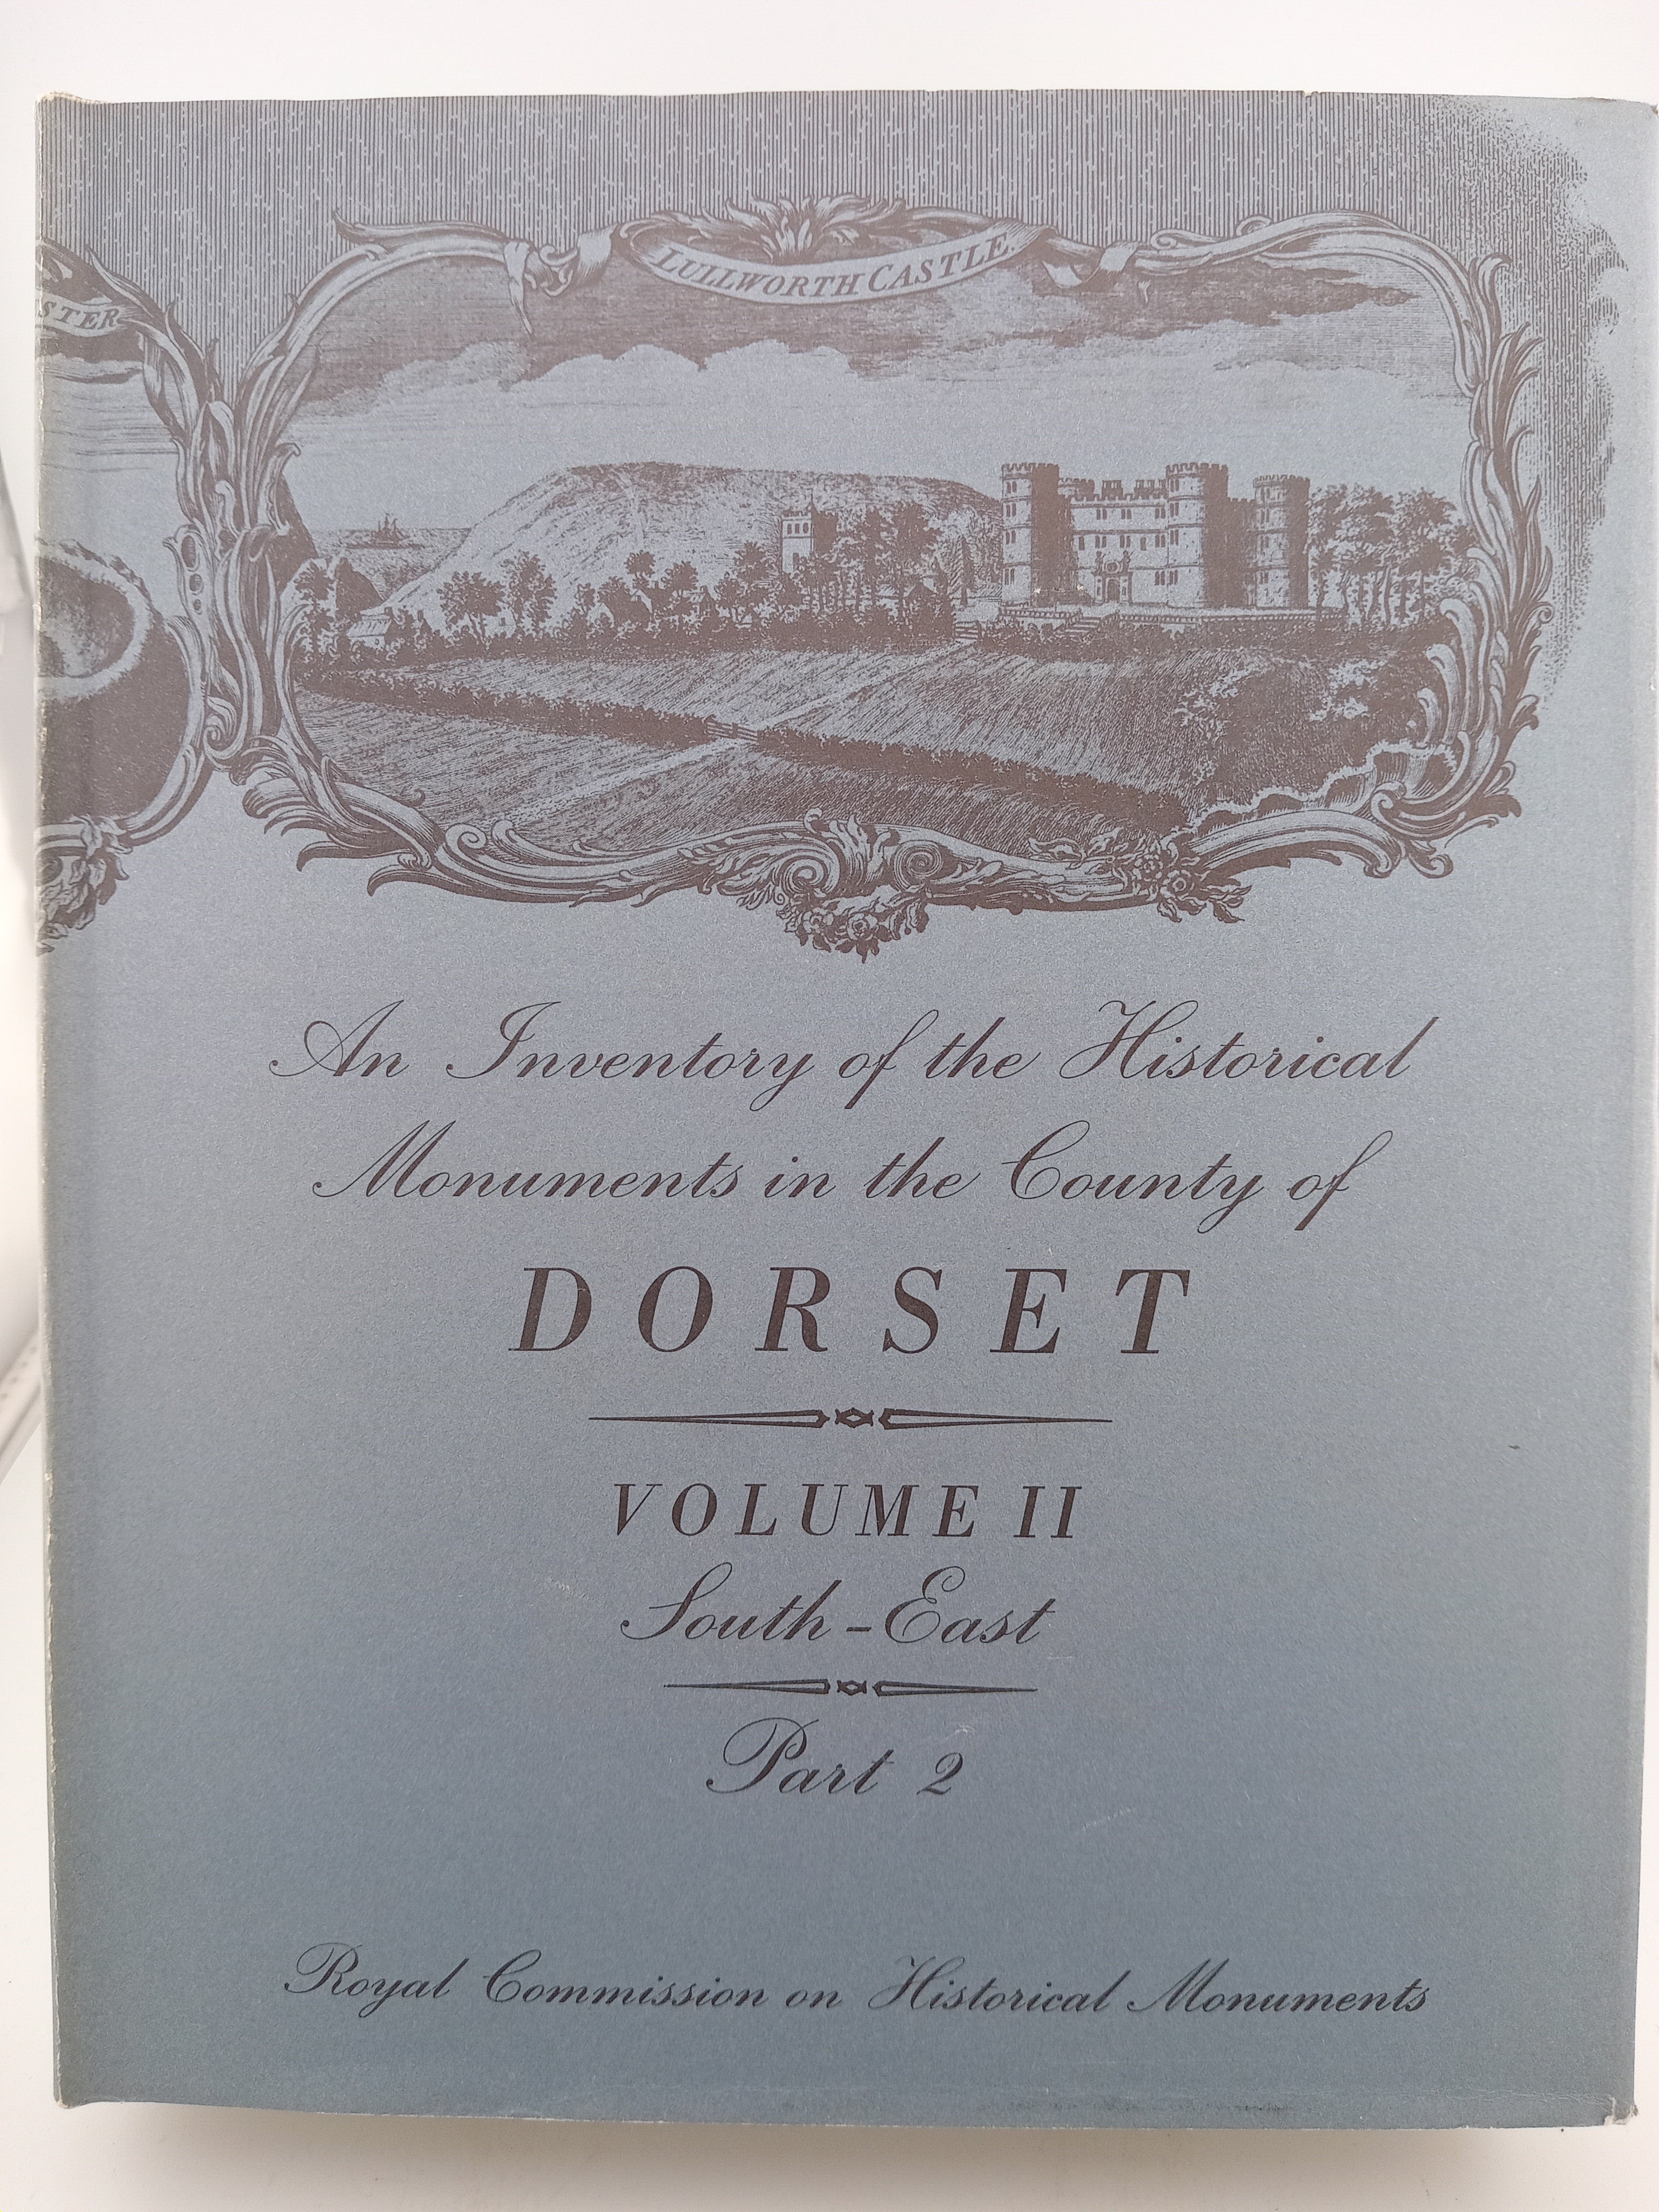 STER
LULLWORTH CASTLE.
An Inventory of the Historical
Monuments in the County of
DORSET
VOLUME II
South-East
Part 2
Royal Commission on Historical Monuments